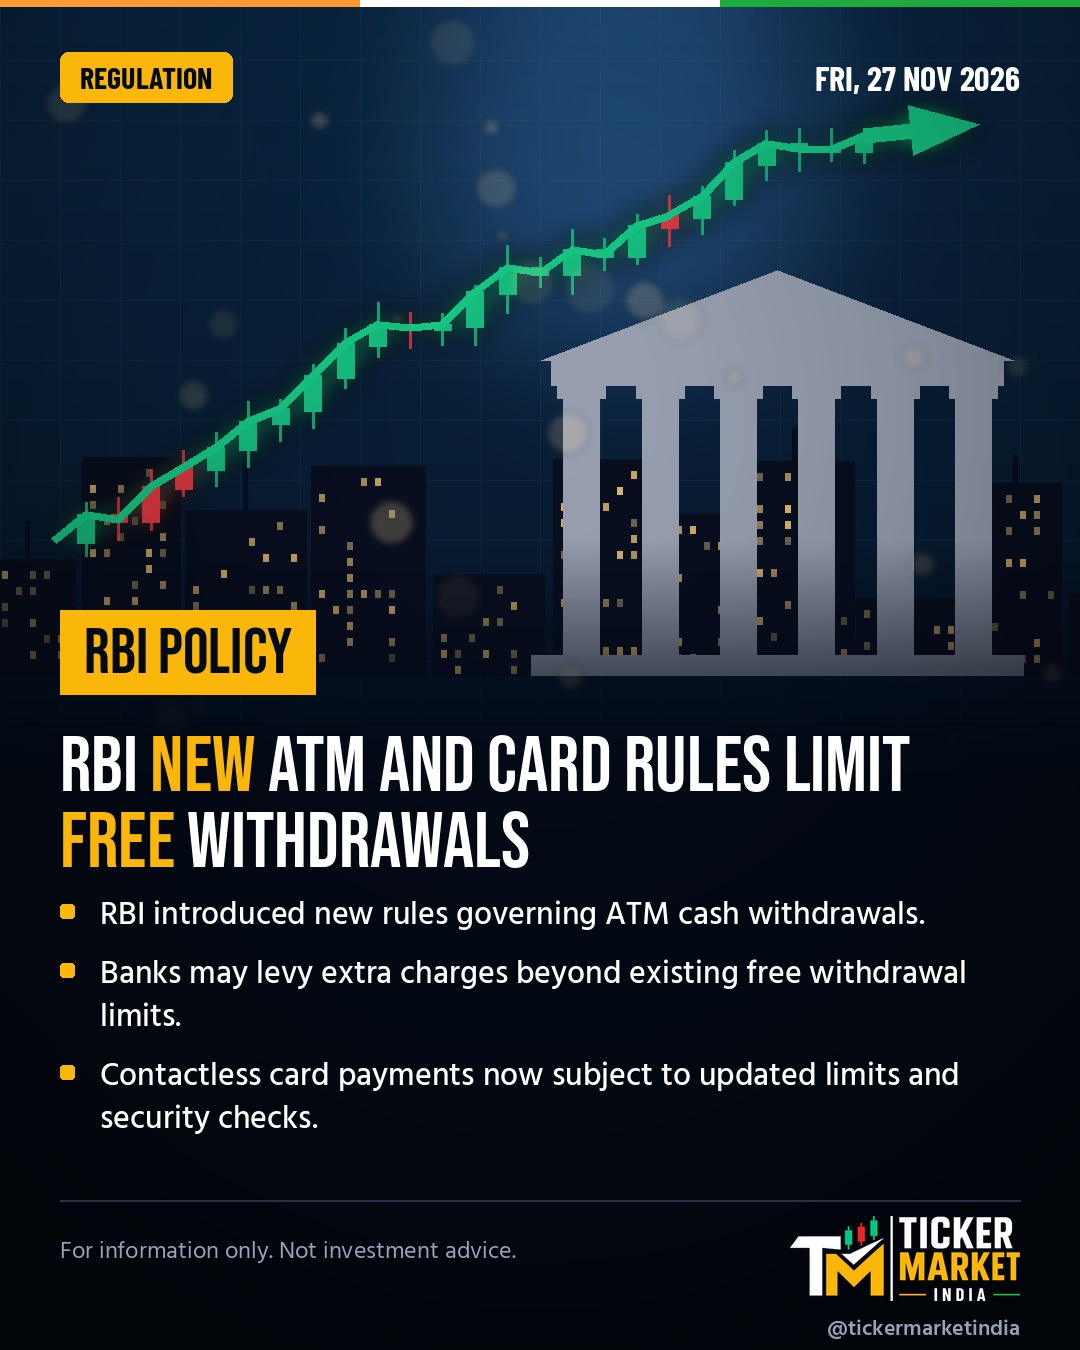 REGULATION
FRI, 27 NOV 2026
RBI POLICY
RBI NEW ATM AND CARD RULES LIMIT
FREE WITHDRAWALS
RBI introduced new rules governing ATM cash withdrawals.
Banks may levy extra charges beyond existing free withdrawal
limits.
Contactless card payments now subject to updated limits and
security checks.
For information only. Not investment advice.
TM
TICKER
MARKET
INDIA
@tickermarketindia